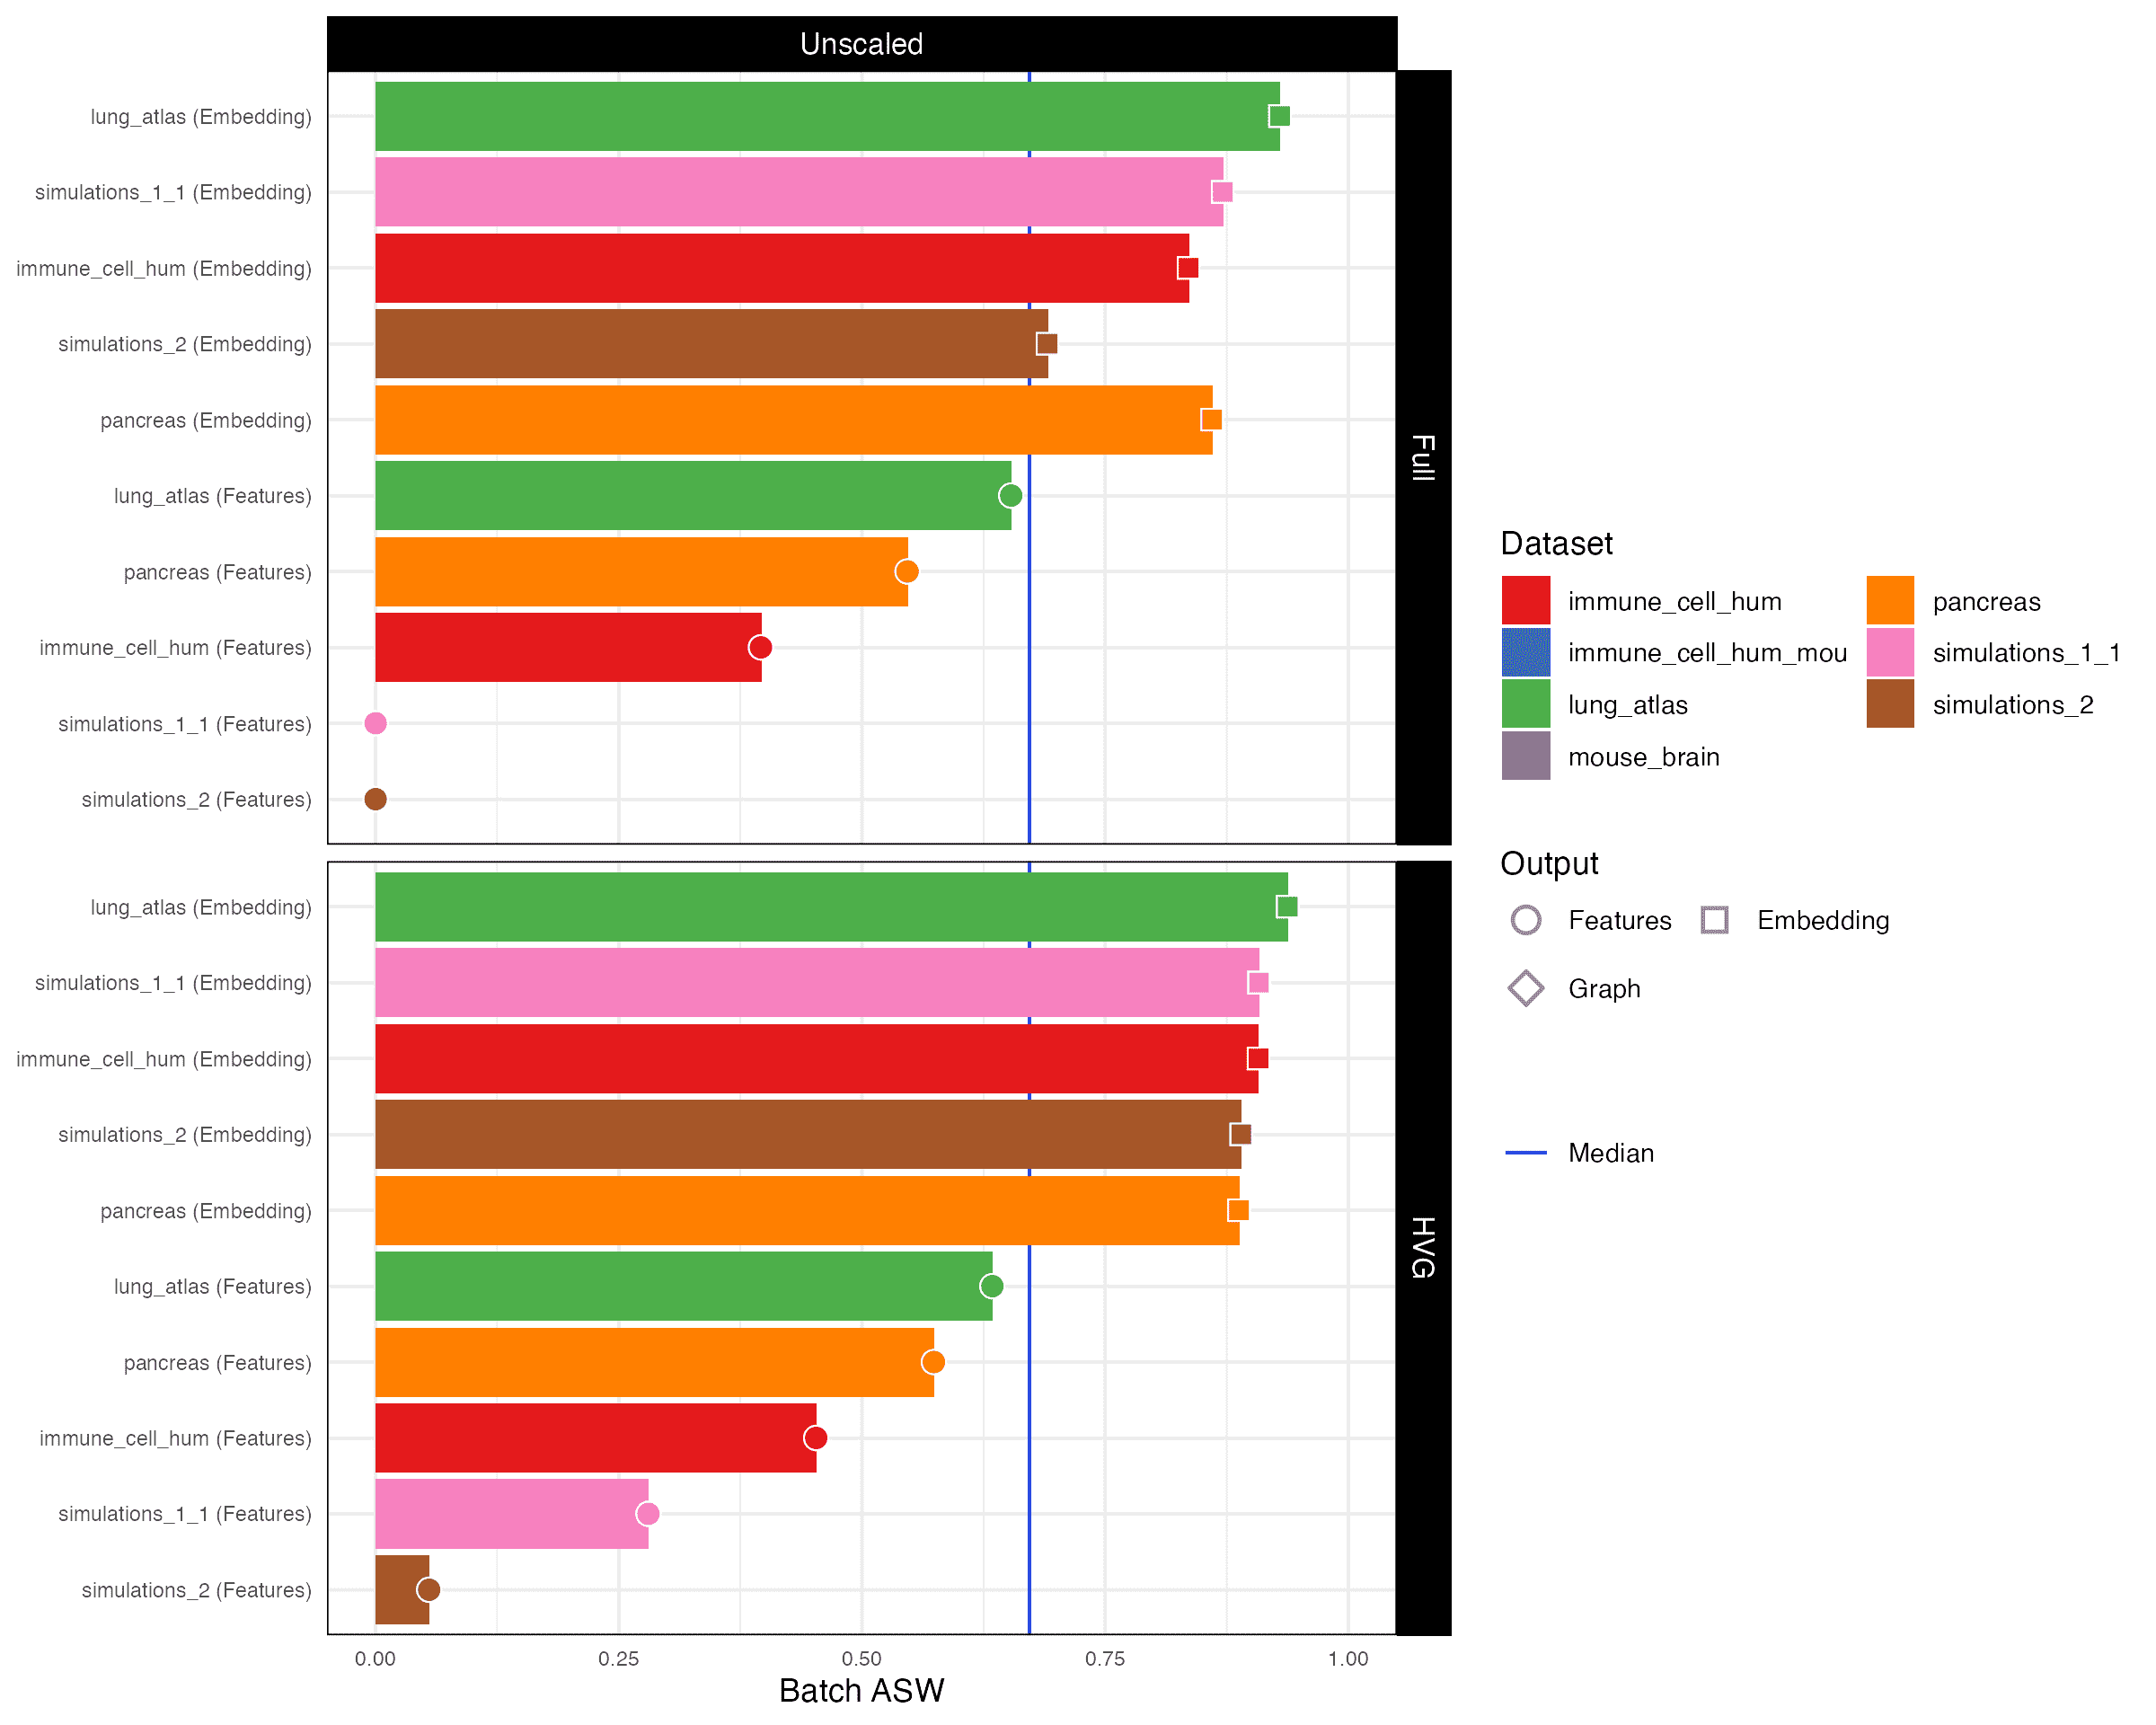 Unscaled
lung_atlas (Embedding)
simulations_1_1 (Embedding)
immune_cell_hum (Embedding)
simulations_2 (Embedding)
pancreas (Embedding)
lung_atlas (Features)
pancreas (Features)
immune_cell_hum (Features)
simulations_1_1 (Features)
simulations_2 (Features)
Full
lung_atlas (Embedding)
simulations_1_1 (Embedding)
immune_cell_hum (Embedding)
simulations_2 (Embedding)
pancreas (Embedding)
lung_atlas (Features)
pancreas (Features)
immune_cell_hum (Features)
simulations_1_1 (Features)
simulations_2 (Features)
HVG
0.00 0.25 0.50 0.75 1.00
Batch ASW
Dataset
immune_cell_hum
immune_cell_hum_mou
lung_atlas
mouse_brain
pancreas
simulations_1_1
simulations_2
Output
Features Embedding
Graph
Median